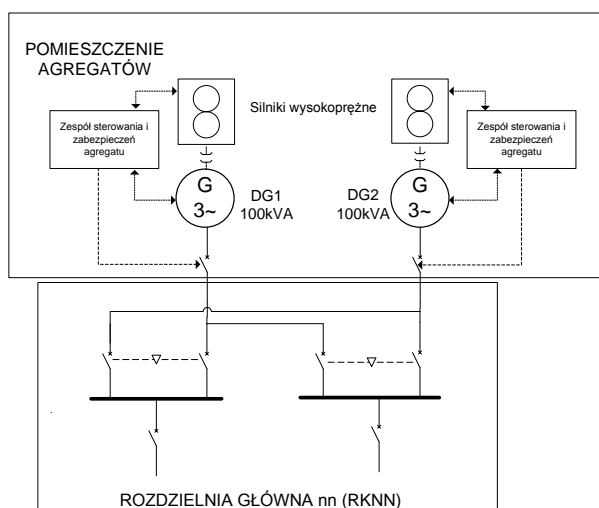 POMIESZCZENIE
AGREGATÓW
Silniki wysokoprężne
Zespół sterowania i
zabezpieczeń
agregatu
Zespół sterowania i
zabezpieczeń
agregatu
G
3~
DG1
100kVA
DG2
100kVA
G
3~
ROZDZIELNIA GŁÓWNA nn (RKNN)